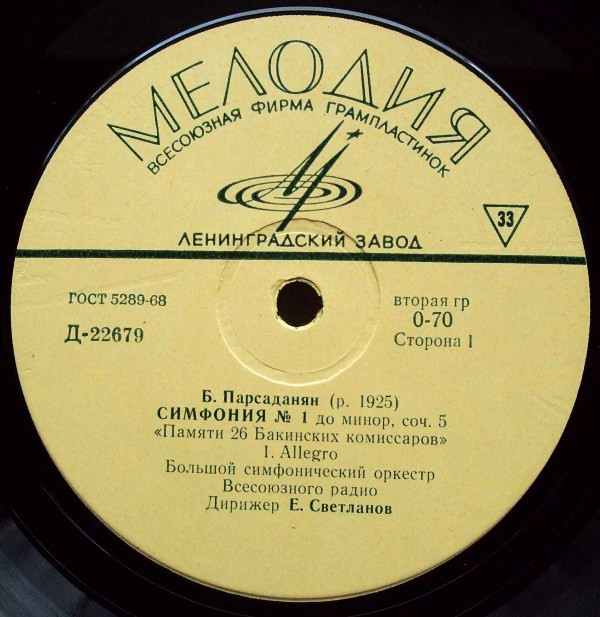 МЕЛОДИЯ
ВСЕСОЮЗНАЯ ФИРМА ГРАМПЛАСТИНОК
33
ЛЕНИНГРАДСКИЙ ЗАВОД
ГОСТ 5289-68
Д-22679
вторая гр
0-70
Сторона 1
Б. Парсаданян (р. 1925)
СИМФОНИЯ № 1 до минор, соч. 5
«Памяти 26 Бакинских комиссаров»
1. Allegro
Большой симфонический оркестр
Всесоюзного радио
Дирижер Е. Светланов